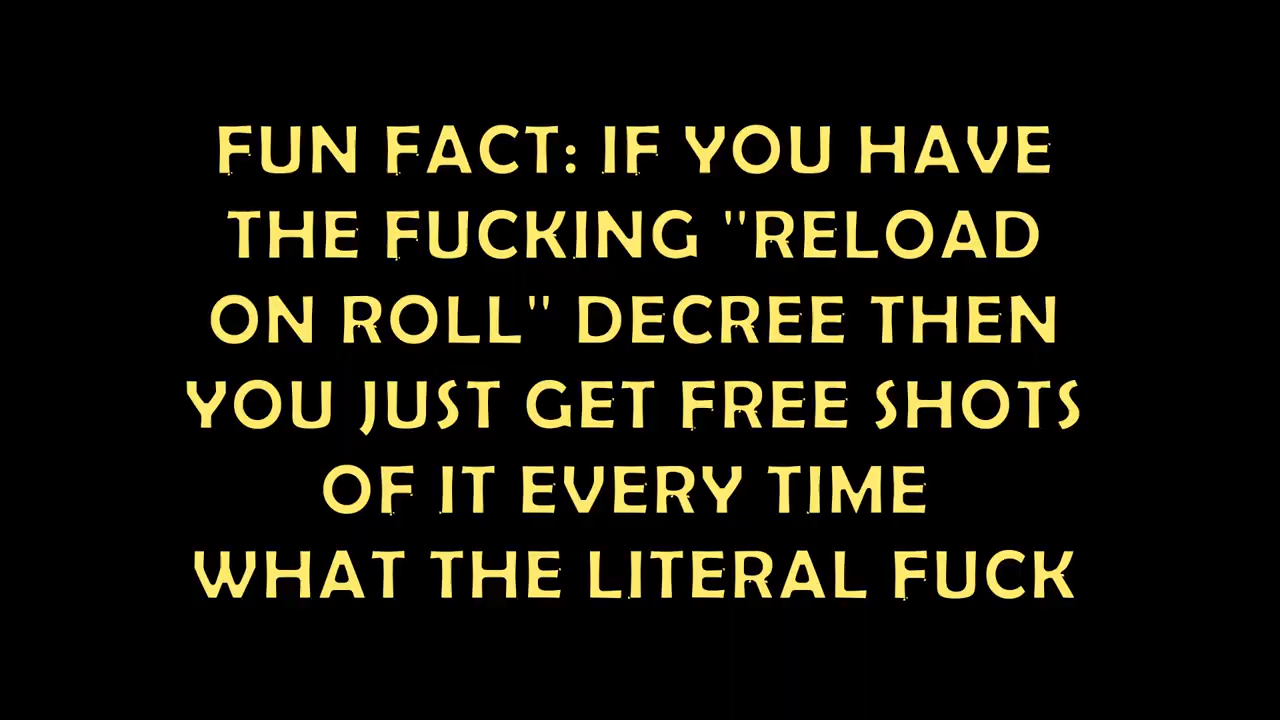 FUN FACT: IF YOU HAVE
THE FUCKING "RELOAD
ON ROLL" DECREE THEN
YOU JUST GET FREE SHOTS
OF IT EVERY TIME
WHAT THE LITERAL FUCK